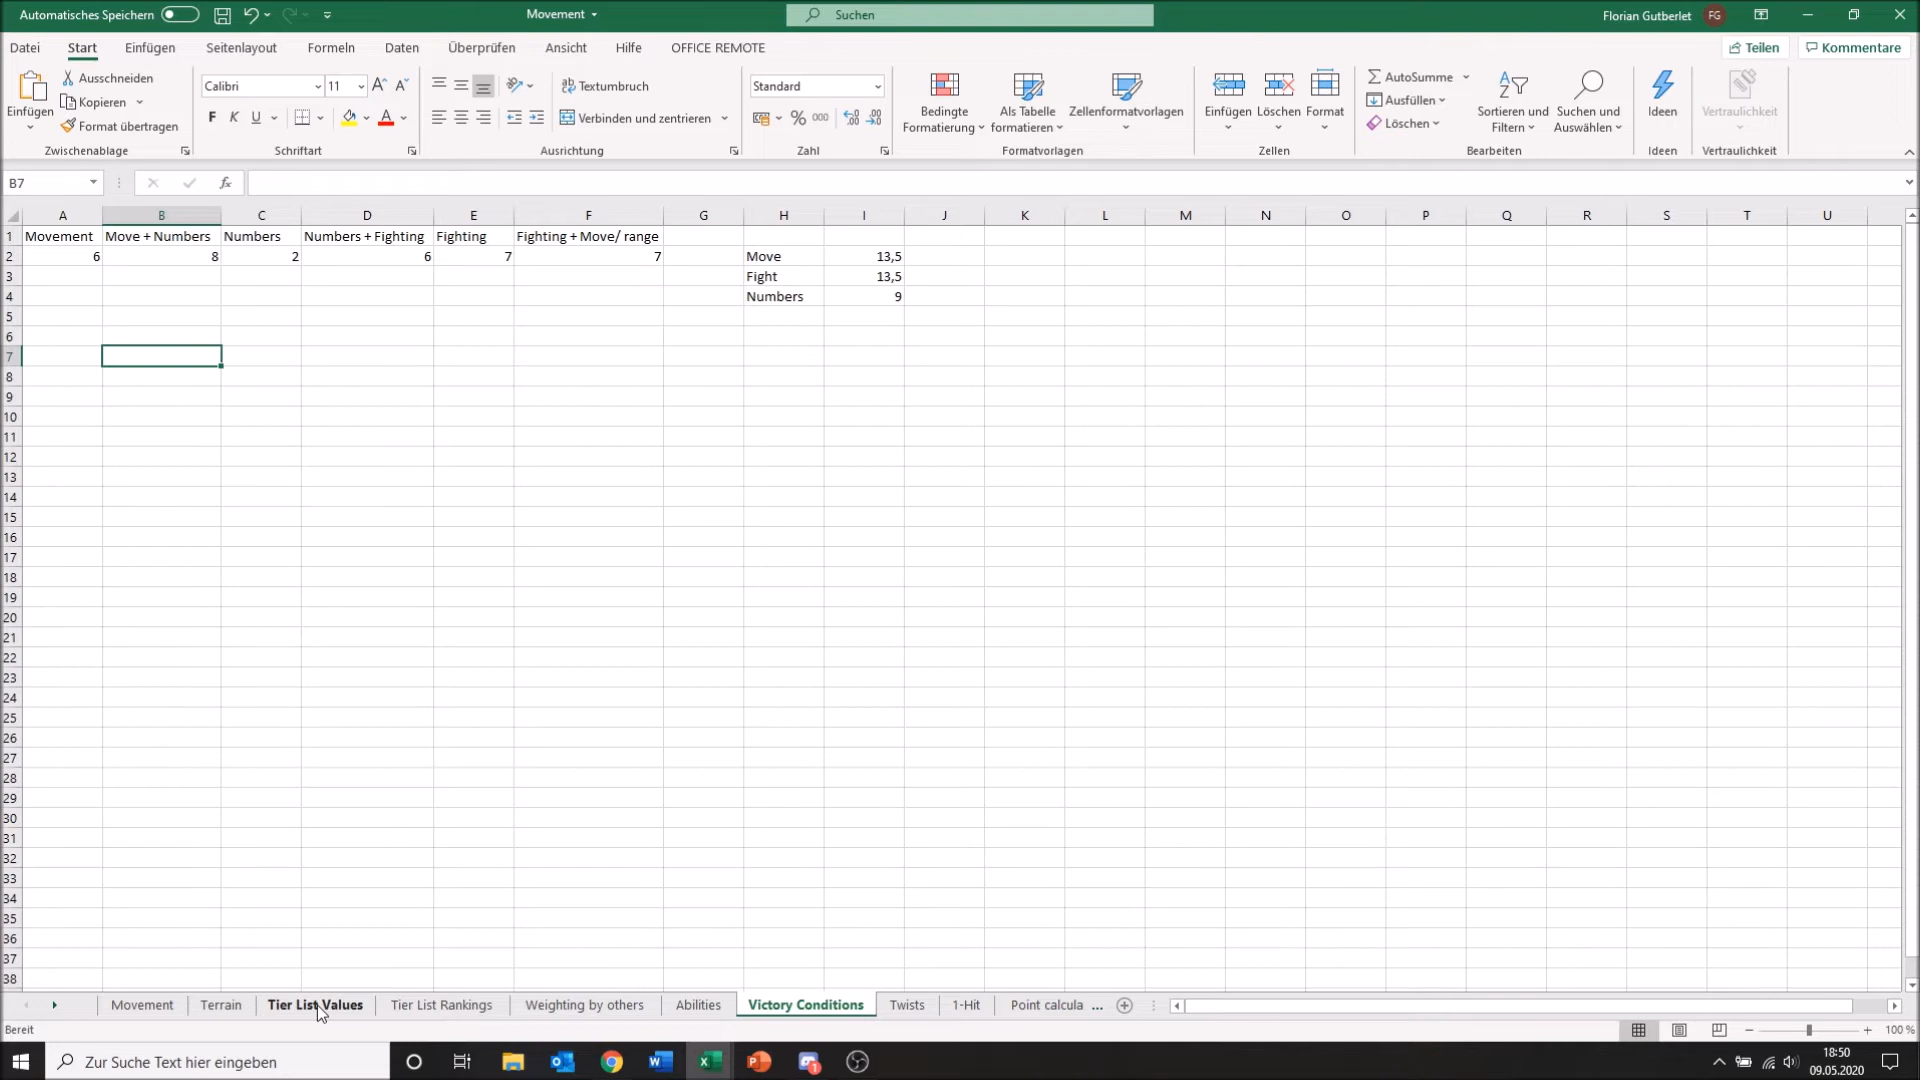 Automatisches Speichern
Movement
Suchen
Florian Gutberlet
FG
Datei Start Einfügen Seitenlayout Formeln Daten Überprüfen Ansicht Hilfe OFFICE REMOTE
Teilen Kommentare
Einfügen
Ausschneiden
Kopieren
Format übertragen
Zwischenablage
Calibri 11
F K U
Schriftart
Textumbruch
Verbinden und zentrieren
Ausrichtung
Standard
% 000
Zahl
Bedingte Formatierung
Als Tabelle formatieren
Zellenformatvorlagen
Formatvorlagen
Einfügen Löschen Format
Zellen
AutoSumme
Ausfüllen
Löschen
Sortieren und Filtern
Suchen und Auswählen
Bearbeiten
Ideen
Ideen
Vertraulichkeit
Vertraulichkeit
B7
fx
A B C D E F G H I J K L M N O P Q R S T U
1 Movement Move + Numbers Numbers Numbers + Fighting Fighting Fighting + Move/ range
2 6 8 2 6 7 7 Move 13,5
3 Fight 13,5
4 Numbers 9
5
6
7
8
9
10
11
12
13
14
15
16
17
18
19
20
21
22
23
24
25
26
27
28
29
30
31
32
33
34
35
36
37
38
Movement Terrain Tier List Values Tier List Rankings Weighting by others Abilities Victory Conditions Twists 1-Hit Point calcula ...
Bereit
100 %
Zur Suche Text hier eingeben
1
18:50
09.05.2020